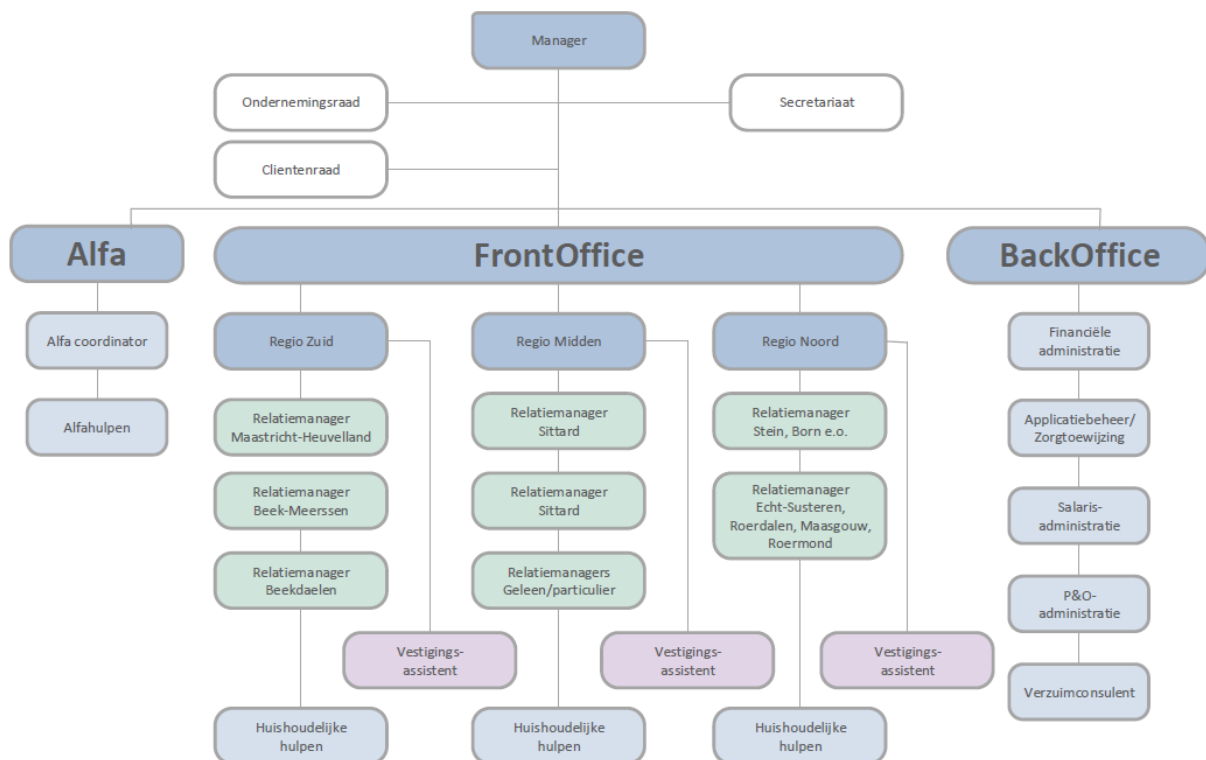 Manager
Ondernemingsraad
Secretariaat
Clientenraad
Alfa
FrontOffice
BackOffice
Alfa coordinator
Alfahulpen
Regio Zuid
Relatiemanager
Maastricht-Heuvelland
Relatiemanager
Beek-Meerssen
Relatiemanager
Beekdaelen
Vestigings-
assistent
Huishoudelijke
hulpen
Regio Midden
Relatiemanager
Sittard
Relatiemanager
Sittard
Relatiemanagers
Geleen/particulier
Vestigings-
assistent
Huishoudelijke
hulpen
Regio Noord
Relatiemanager
Stein, Born e.o.
Relatiemanager
Echt-Susteren,
Roerdalen, Maasgouw,
Roermond
Vestigings-
assistent
Huishoudelijke
hulpen
Financiële
administratie
Applicatiebeheer/
Zorgtoewijzing
Salaris-
administratie
P&O-
administratie
Verzuimconsulent